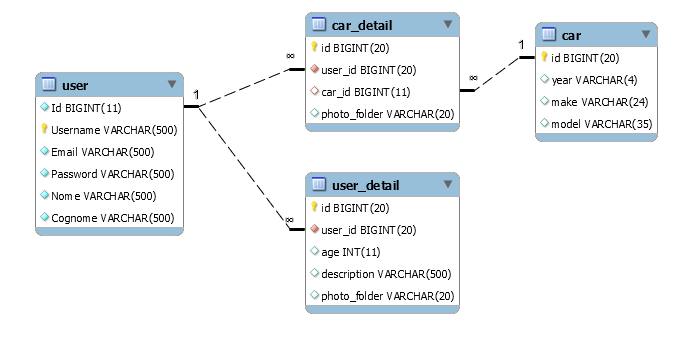 user
Id BIGINT(11)
Username VARCHAR(500)
Email VARCHAR(500)
Password VARCHAR(500)
Nome VARCHAR(500)
Cognome VARCHAR(500)
1
∞
car_detail
id BIGINT(20)
user_id BIGINT(20)
car_id BIGINT(11)
photo_folder VARCHAR(20)
∞
1
car
id BIGINT(20)
year VARCHAR(4)
make VARCHAR(24)
model VARCHAR(35)
∞
user_detail
id BIGINT(20)
user_id BIGINT(20)
age INT(11)
description VARCHAR(500)
photo_folder VARCHAR(20)